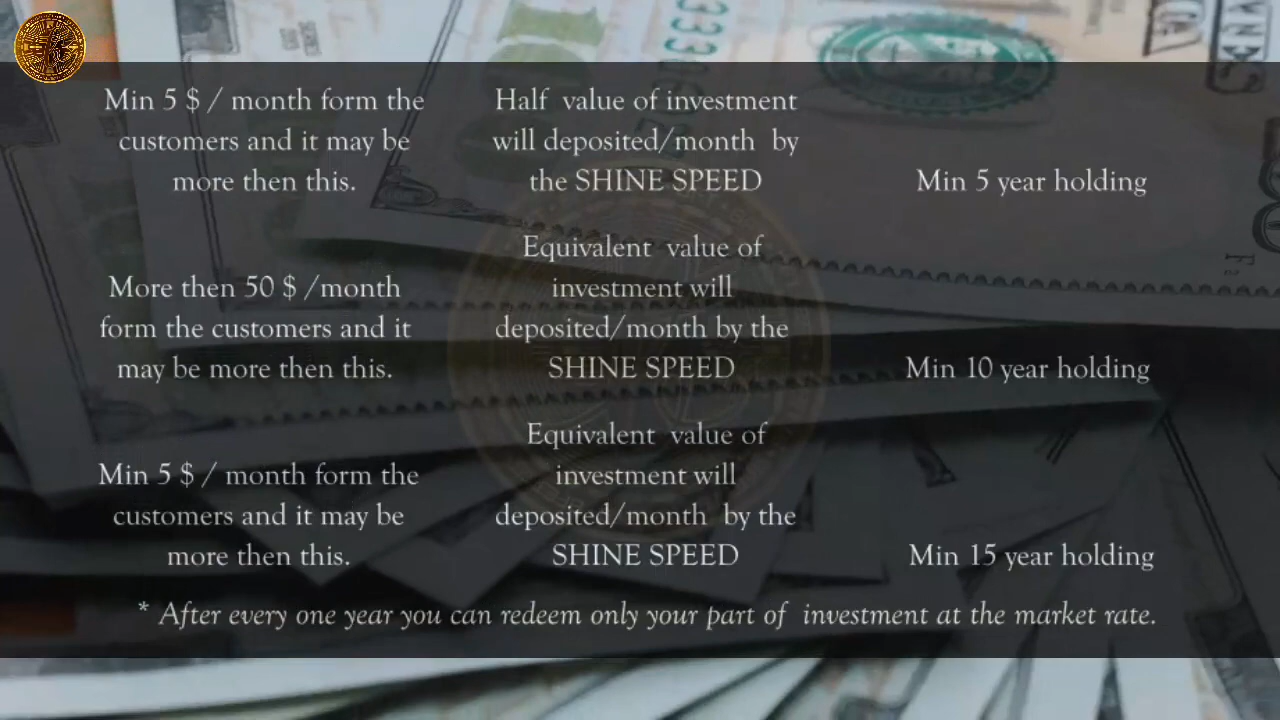 Min 5 $ / month form the
customers and it may be
more then this.
Half value of investment
will deposited/month by
the SHINE SPEED
Min 5 year holding
More then 50 $ /month
form the customers and it
may be more then this.
Equivalent value of
investment will
deposited/month by the
SHINE SPEED
Min 10 year holding
Min 5 $ / month form the
customers and it may be
more then this.
Equivalent value of
investment will
deposited/month by the
SHINE SPEED
Min 15 year holding
* After every one year you can redeem only your part of investment at the market rate.